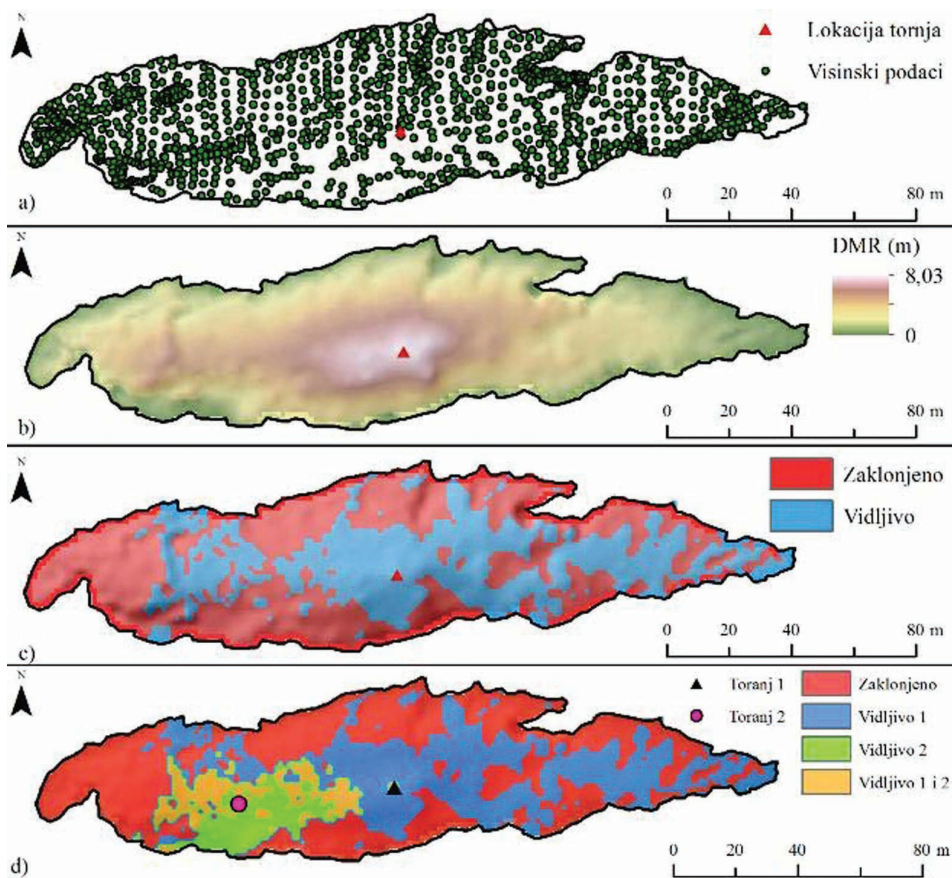 N
Lokacija tornja
Visinski podaci
a)
0 20 40 80 m
N
DMR (m)
8,03
0
b)
0 20 40 80 m
N
Zaklonjeno
Vidljivo
c)
0 20 40 80 m
N
Toranj 1
Toranj 2
Zaklonjeno
Vidljivo 1
Vidljivo 2
Vidljivo 1 i 2
d)
0 20 40 80 m